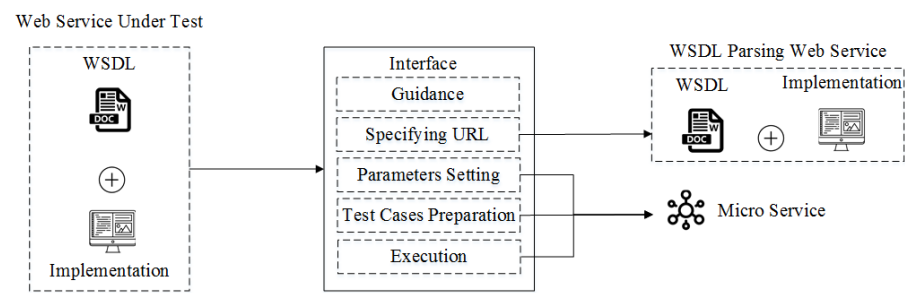 Web Service Under Test
WSDL
W
DOC
Implementation
Interface
Guidance
Specifying URL
Parameters Setting
Test Cases Preparation
Execution
WSDL Parsing Web Service
WSDL
Implementation
W
DOC
Micro Service